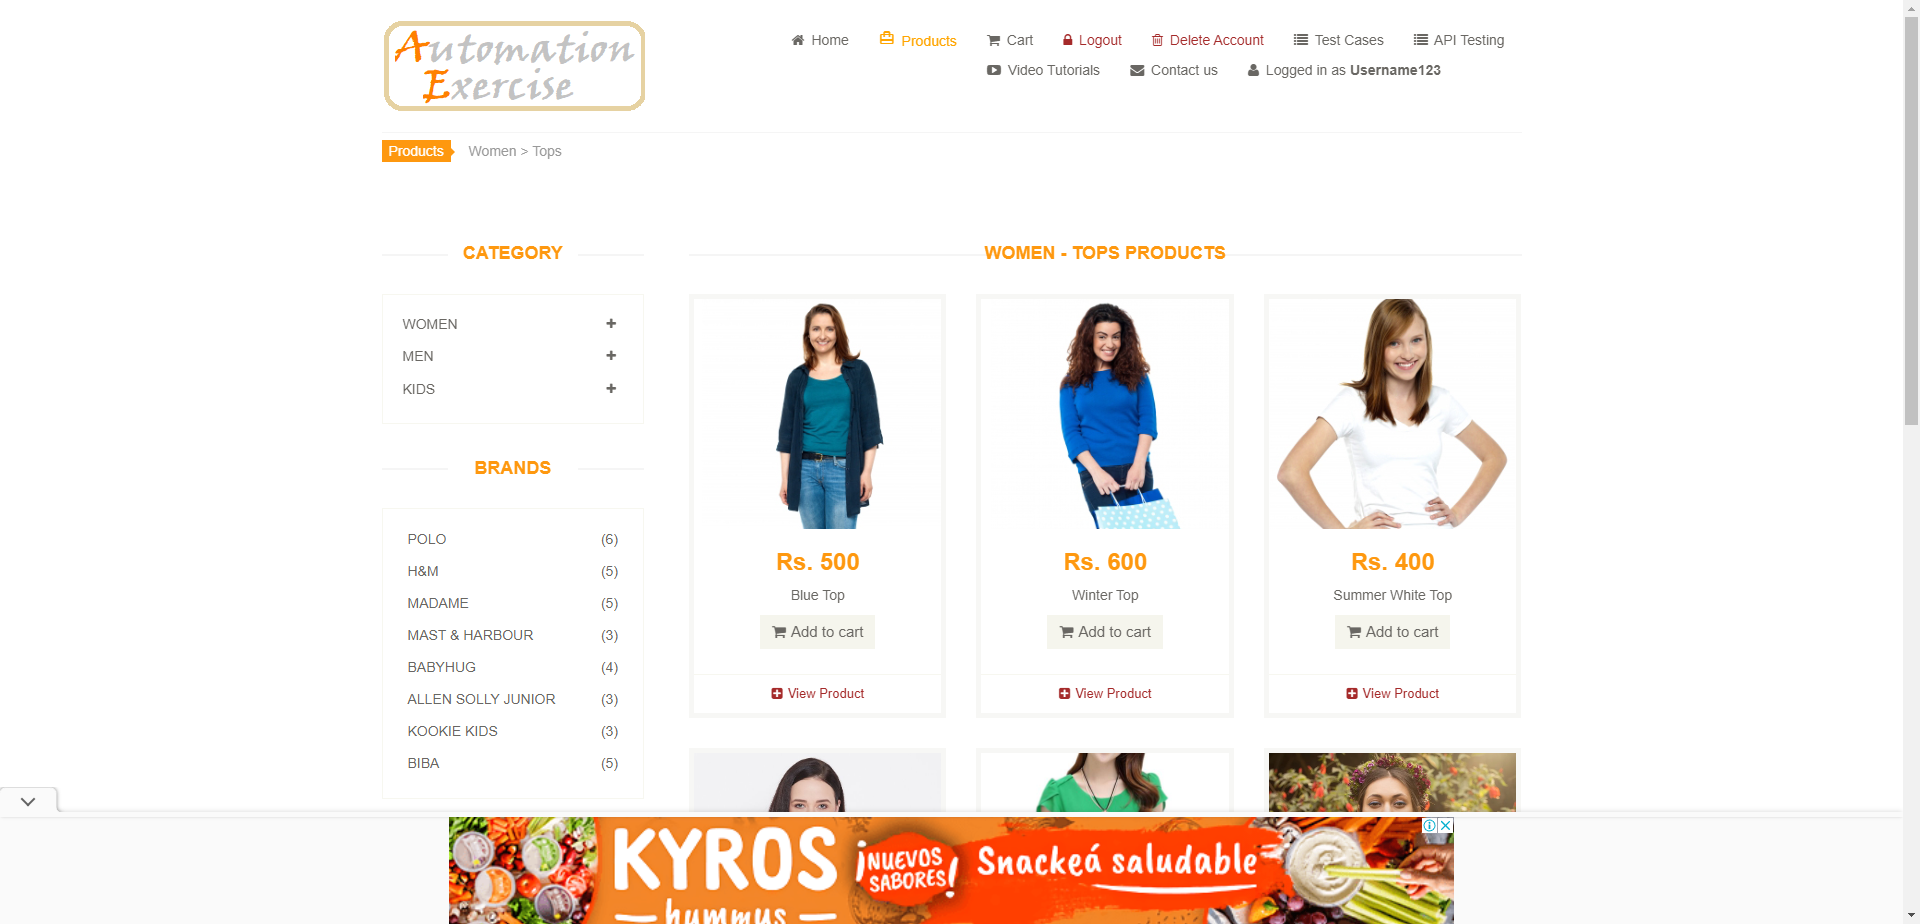 Automation
Exercise
Home
Products
Cart
Logout
Delete Account
Test Cases
API Testing
Video Tutorials
Contact us
Logged in as Username123
Products
Women > Tops
CATEGORY
WOMEN
MEN
KIDS
BRANDS
POLO (6)
H&M (5)
MADAME (5)
MAST & HARBOUR (3)
BABYHUG (4)
ALLEN SOLLY JUNIOR (3)
KOOKIE KIDS (3)
BIBA (5)
WOMEN - TOPS PRODUCTS
Rs. 500
Blue Top
Add to cart
View Product
Rs. 600
Winter Top
Add to cart
View Product
Rs. 400
Summer White Top
Add to cart
View Product
KYROS
hummus
¡NUEVOS
SABORES!
Snackeá saludable